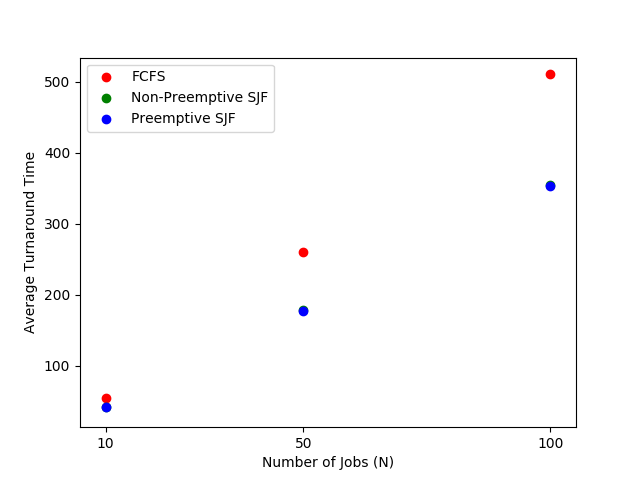 FCFS
Non-Preemptive SJF
Preemptive SJF
500
400
300
200
100
Average Turnaround Time
10 50 100
Number of Jobs (N)